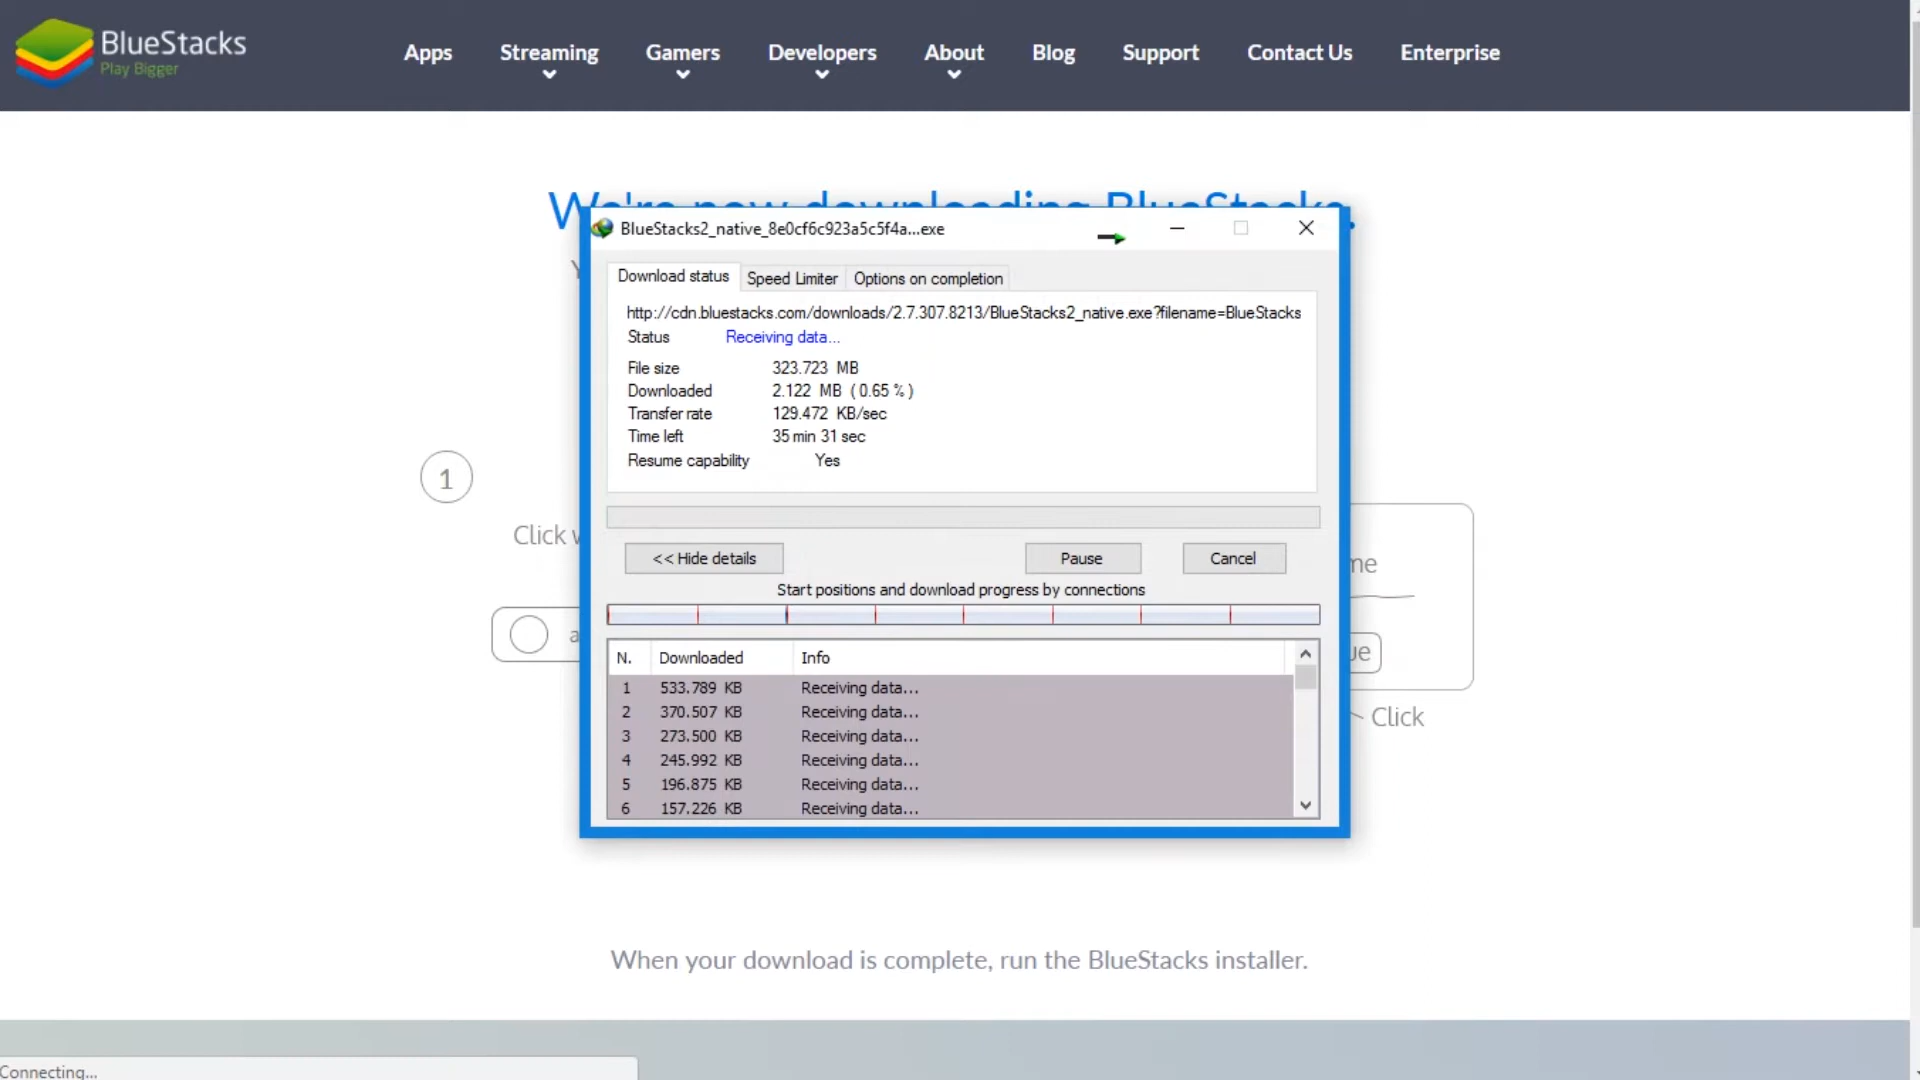 BlueStacks
Play Bigger
Apps
Streaming
Gamers
Developers
About
Blog
Support
Contact Us
Enterprise
We're now downloading BlueStacks.
BlueStacks2_native_8e0cf6c923a5c5f4a...exe
Download status
Speed Limiter
Options on completion
http://cdn.bluestacks.com/downloads/2.7.307.8213/BlueStacks2_native.exe?filename=BlueStacks
Status Receiving data...
File size 323.723 MB
Downloaded 2.122 MB ( 0.65 % )
Transfer rate 129.472 KB/sec
Time left 35 min 31 sec
Resume capability Yes
1
Click
<< Hide details
Pause
Cancel
me
Start positions and download progress by connections
a
ue
N. Downloaded Info
1 533.789 KB Receiving data...
2 370.507 KB Receiving data...
3 273.500 KB Receiving data...
4 245.992 KB Receiving data...
5 196.875 KB Receiving data...
6 157.226 KB Receiving data...
Click
When your download is complete, run the BlueStacks installer.
Connecting...